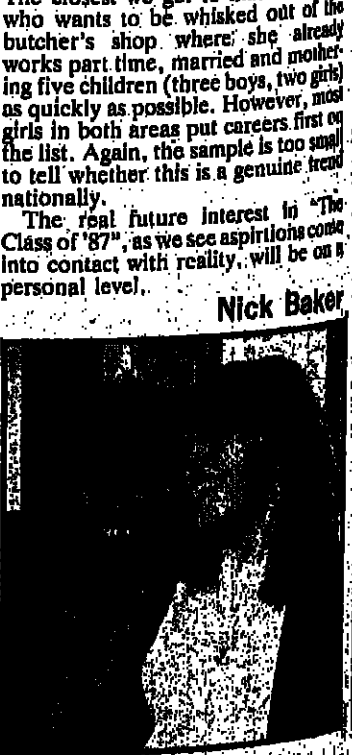 who wants to be whisked out of the
butcher's shop where she already
works part time, married and mother-
ing five children (three boys, two girls)
as quickly as possible. However, most
girls in both areas put careers first on
the list. Again, the sample is too small
to tell whether this is a genuine trend
nationally.
The real future interest in "The
Class of '87", as we see aspirtions come
into contact with reality, will be on a
personal level.
Nick Baker